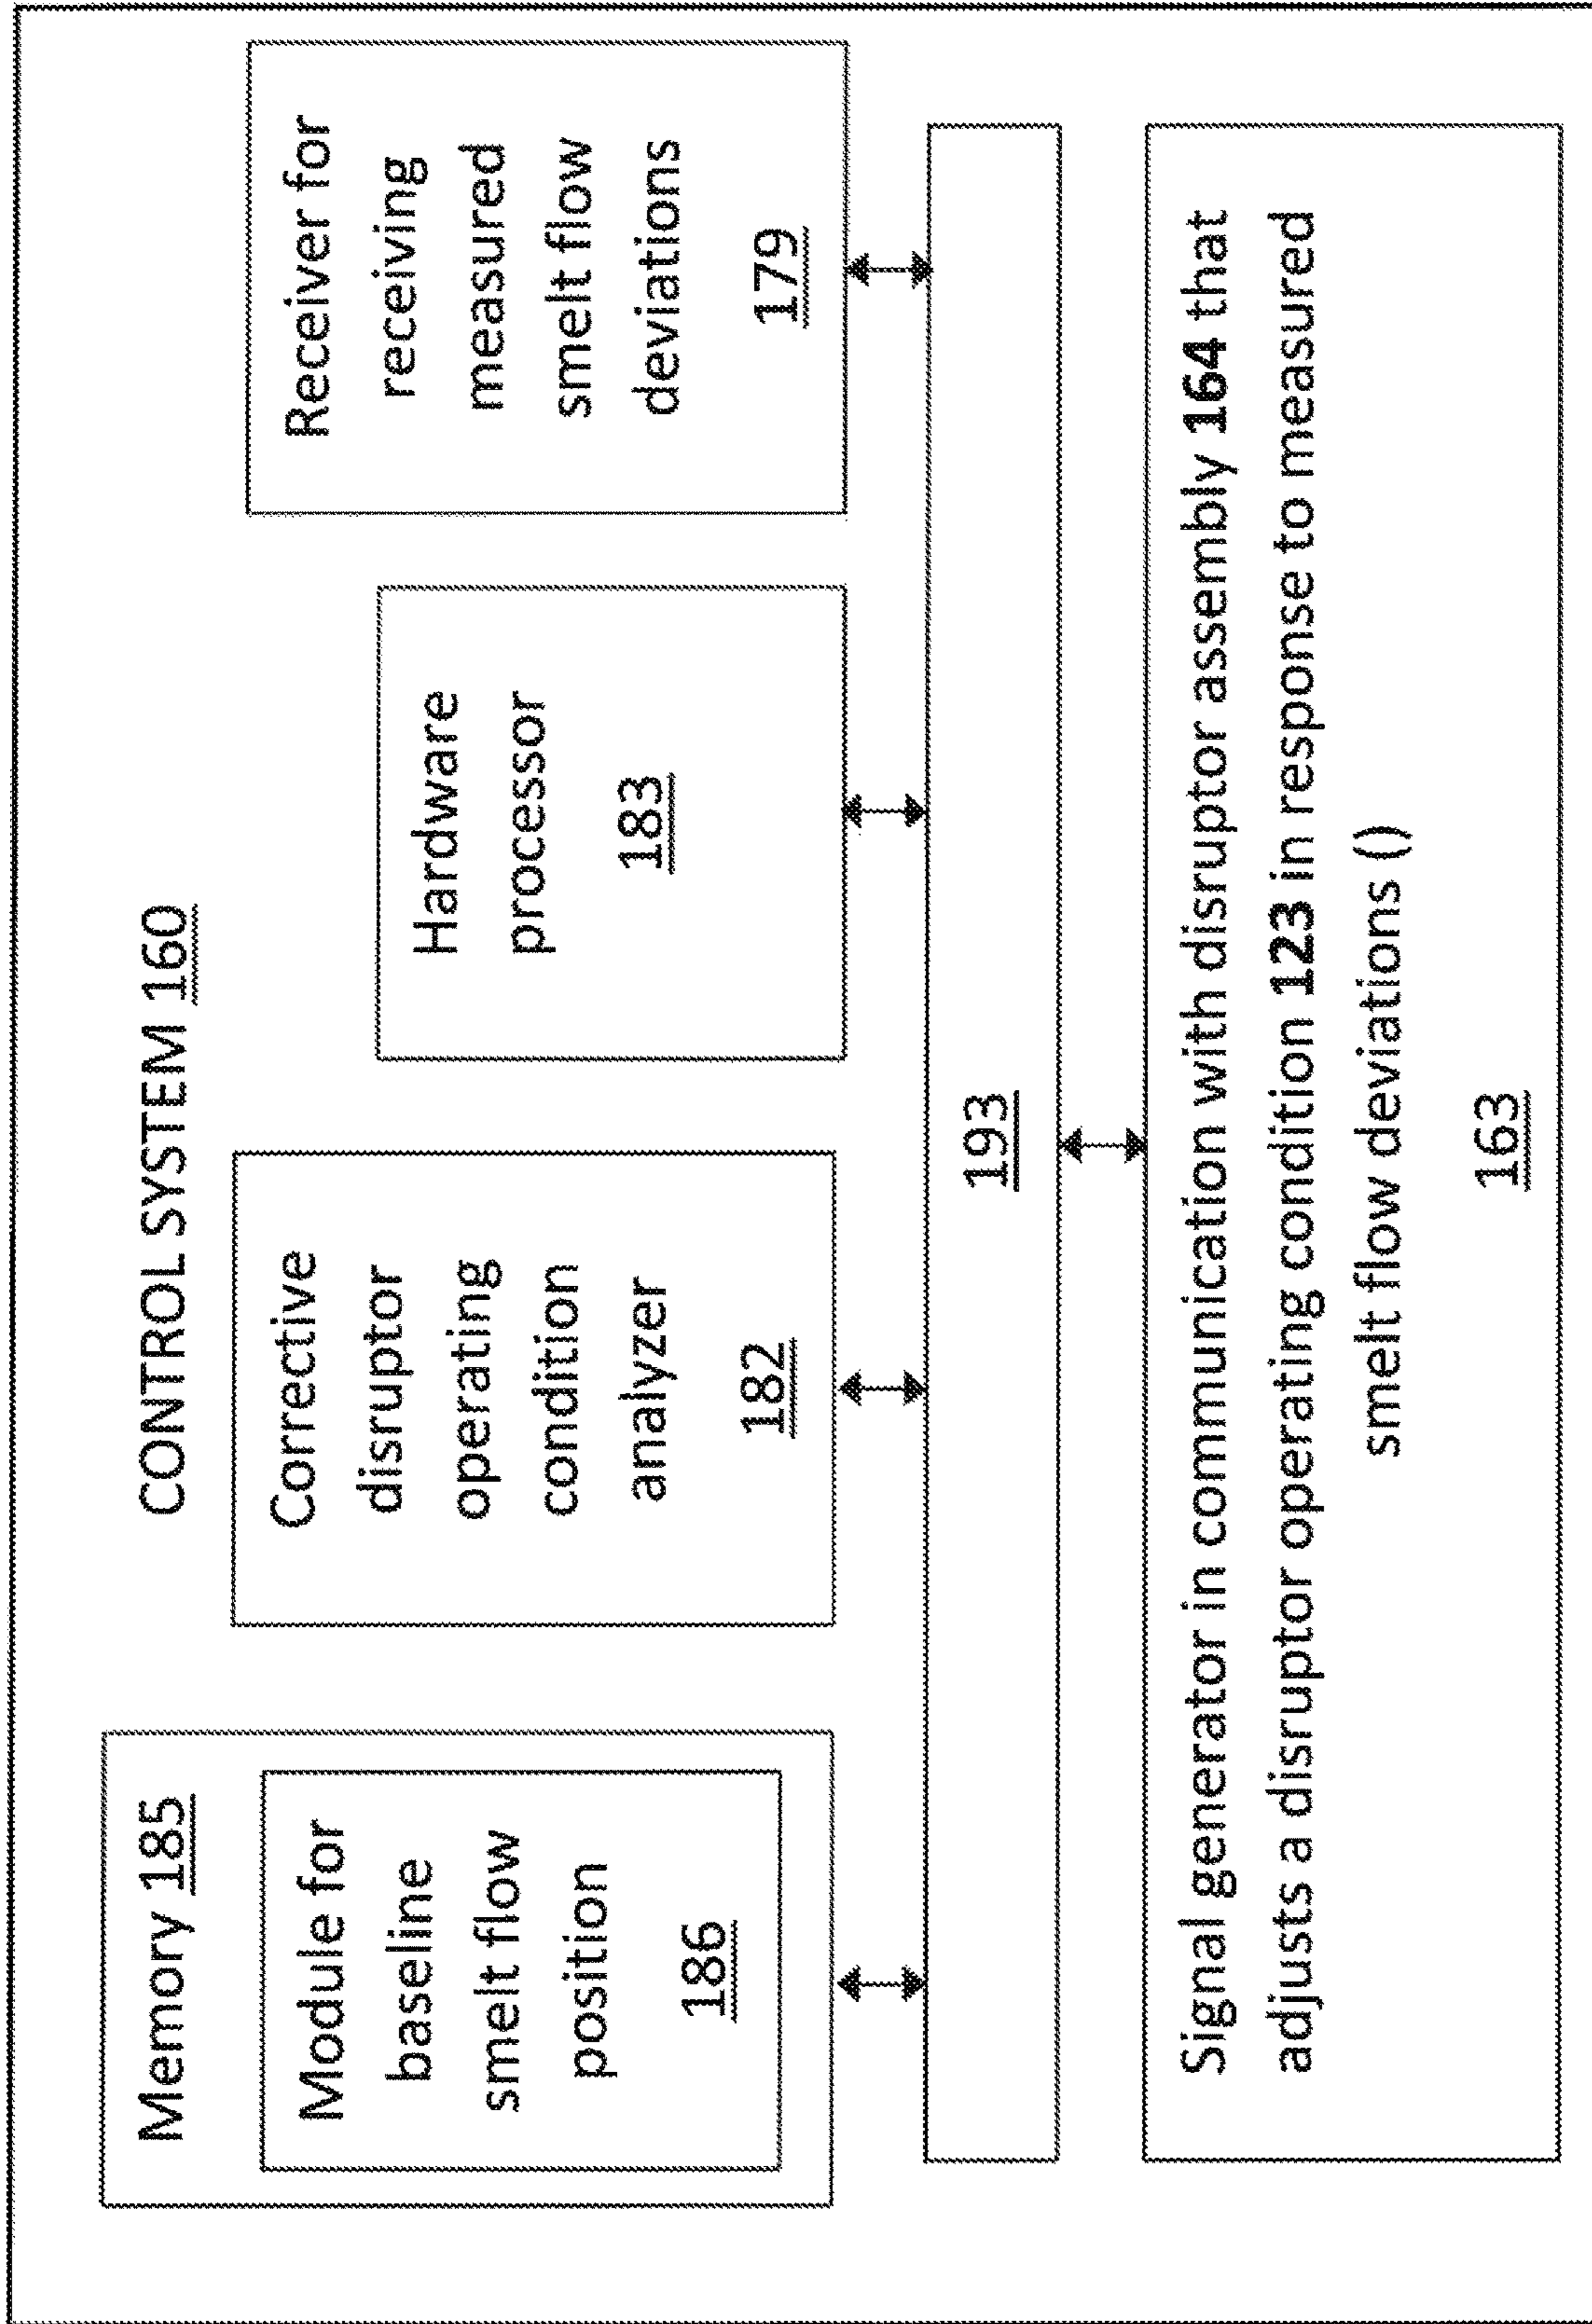 CONTROL SYSTEM 160
Memory 185
Module for
baseline
smelt flow
position
186
Corrective
disruptor
operating
condition
analyzer
182
Hardware
processor
183
Receiver for
receiving
measured
smelt flow
deviations
179
193
Signal generator in communication with disruptor assembly 164 that
adjusts a disruptor operating condition 123 in response to measured
smelt flow deviations ()
163